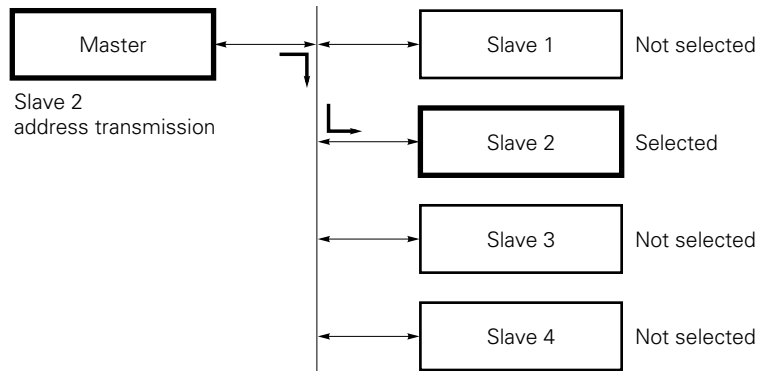 Master
Slave 2
address transmission
Slave 1
Not selected
Slave 2
Selected
Slave 3
Not selected
Slave 4
Not selected